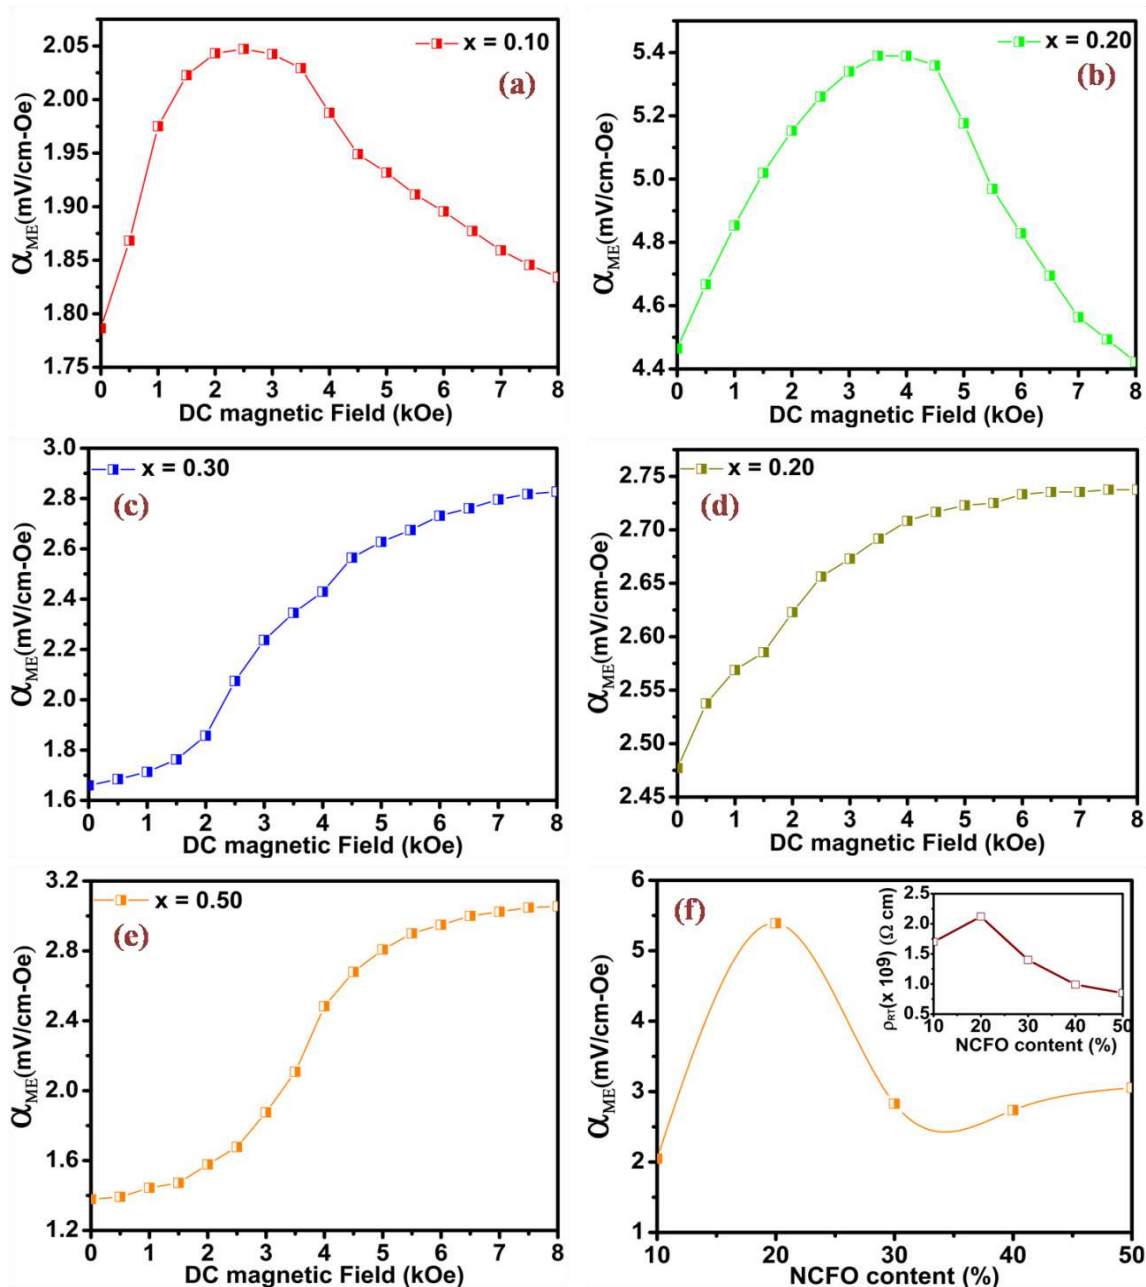 x = 0.10
(a)
2.05
2.00
1.95
1.90
1.85
1.80
1.75
αME(mV/cm-Oe)
0 1 2 3 4 5 6 7 8
DC magnetic Field (kOe)
x = 0.20
(b)
5.4
5.2
5.0
4.8
4.6
4.4
αME(mV/cm-Oe)
0 1 2 3 4 5 6 7 8
DC magnetic Field (kOe)
x = 0.30
(c)
3.0
2.8
2.6
2.4
2.2
2.0
1.8
1.6
αME(mV/cm-Oe)
0 1 2 3 4 5 6 7 8
DC magnetic Field (kOe)
x = 0.20
(d)
2.75
2.70
2.65
2.60
2.55
2.50
2.45
αME(mV/cm-Oe)
0 1 2 3 4 5 6 7 8
DC magnetic Field (kOe)
x = 0.50
(e)
3.2
2.8
2.4
2.0
1.6
1.2
αME(mV/cm-Oe)
0 1 2 3 4 5 6 7 8
DC magnetic Field (kOe)
(f)
6
5
4
3
2
1
αME(mV/cm-Oe)
10 20 30 40 50
NCFO content (%)
2.5
2.0
1.5
1.0
0.5
ρRT(x 109) (Ω cm)
10 20 30 40 50
NCFO content (%)